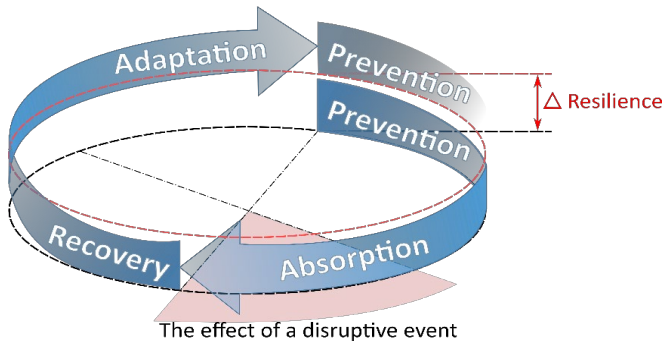 Adaptation
Prevention
△ Resilience
Prevention
Recovery
Absorption
The effect of a disruptive event